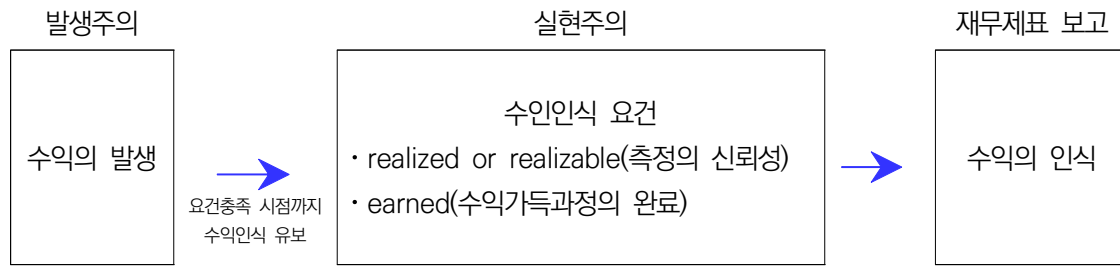 발생주의
실현주의
재무제표 보고
수익의 발생
요건충족 시점까지
수익인식 유보
수인인식 요건
· realized or realizable(측정의 신뢰성)
· earned(수익가득과정의 완료)
수익의 인식